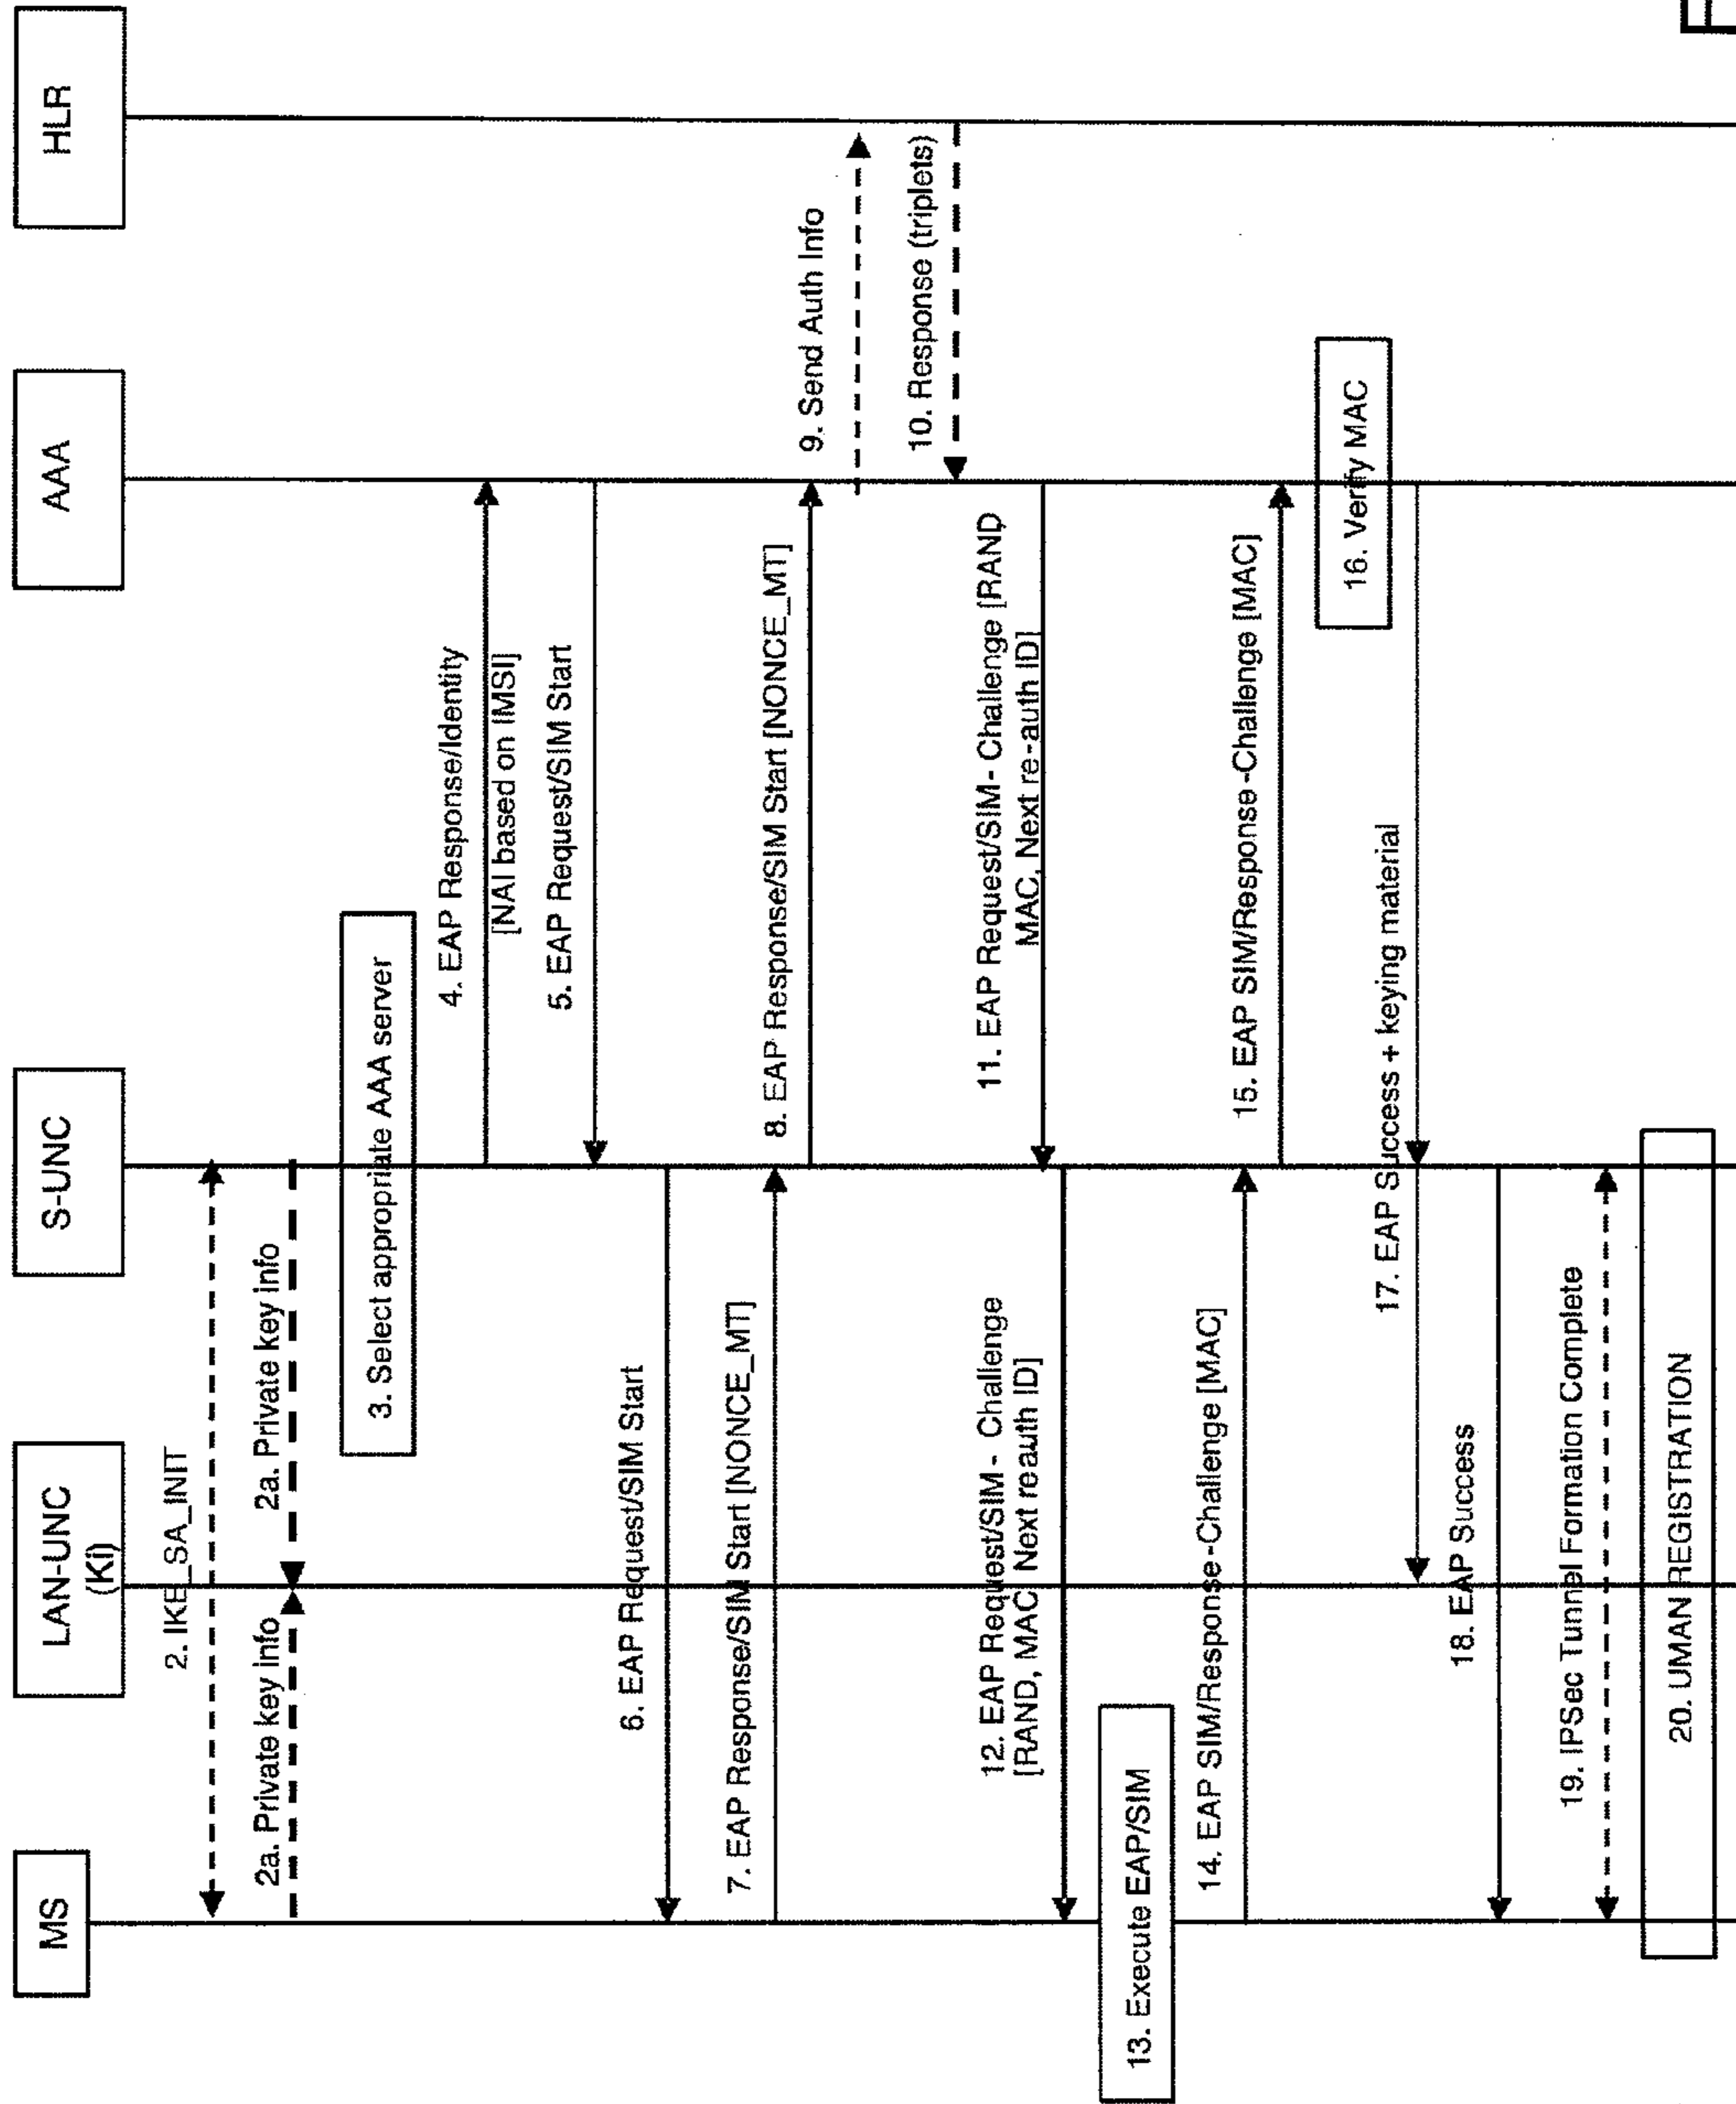 MS
LAN-UNC
(Ki)
S-UNC
AAA
HLR
2. IKE_SA_INIT
2a. Private key info
2a. Private key info
3. Select appropriate AAA server
4. EAP Response/Identity
[NAI based on IMSI]
5. EAP Request/SIM Start
6. EAP Request/SIM Start
7. EAP Response/SIM Start [NONCE_MT]
8. EAP Response/SIM Start [NONCE_MT]
9. Send Auth Info
10. Response (triplets)
11. EAP Request/SIM- Challenge [RAND
MAC, Next re-auth ID]
12. EAP Request/SIM - Challenge
[RAND, MAC, Next reauth ID]
13. Execute EAP/SIM
14. EAP SIM/Response-Challenge [MAC]
15. EAP SIM/Response-Challenge [MAC]
16. Verify MAC
17. EAP Success + keying material
18. EAP Success
19. IPSec Tunnel Formation Complete
20. UMAN REGISTRATION